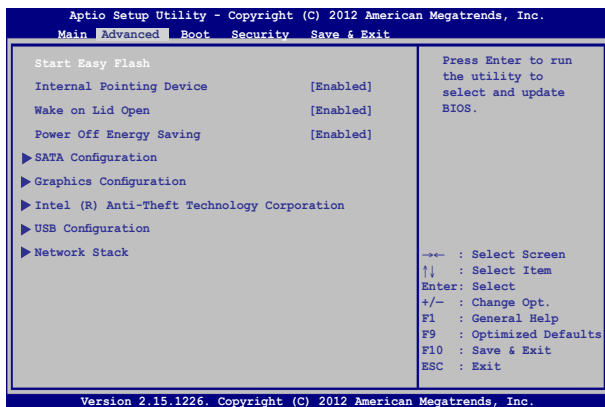 Aptio Setup Utility - Copyright (C) 2012 American Megatrends, Inc.
Main Advanced Boot Security Save & Exit
Start Easy Flash
Internal Pointing Device [Enabled]
Wake on Lid Open [Enabled]
Power Off Energy Saving [Enabled]
SATA Configuration
Graphics Configuration
Intel (R) Anti-Theft Technology Corporation
USB Configuration
Network Stack
Press Enter to run
the utility to
select and update
BIOS.
→← : Select Screen
↑↓ : Select Item
Enter: Select
+/— : Change Opt.
F1 : General Help
F9 : Optimized Defaults
F10 : Save & Exit
ESC : Exit
Version 2.15.1226. Copyright (C) 2012 American Megatrends, Inc.